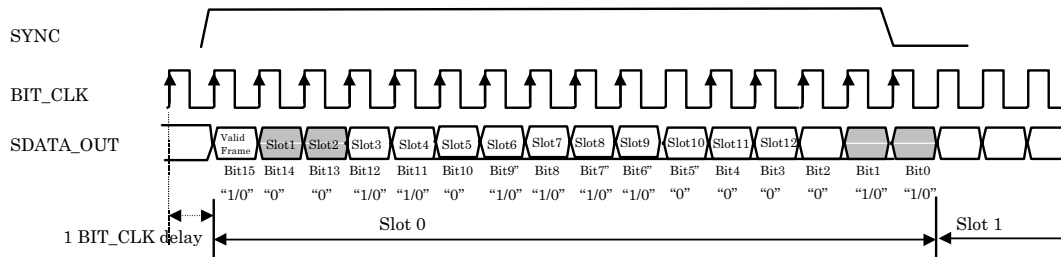 SYNC
BIT_CLK
SDATA_OUT
Valid Frame Slot1 Slot2 Slot3 Slot4 Slot5 Slot6 Slot7 Slot8 Slot9 Slot10 Slot11 Slot12
Bit15 Bit14 Bit13 Bit12 Bit11 Bit10 Bit9" Bit8 Bit7" Bit6" Bit5" Bit4 Bit3 Bit2 Bit1 Bit0
“1/0” “0” “0” “1/0” “1/0” “0” “1/0” “1/0” “1/0” “1/0” “0” “0” “0” “0” “1/0” “1/0”
Slot 0 Slot 1
1 BIT_CLK delay